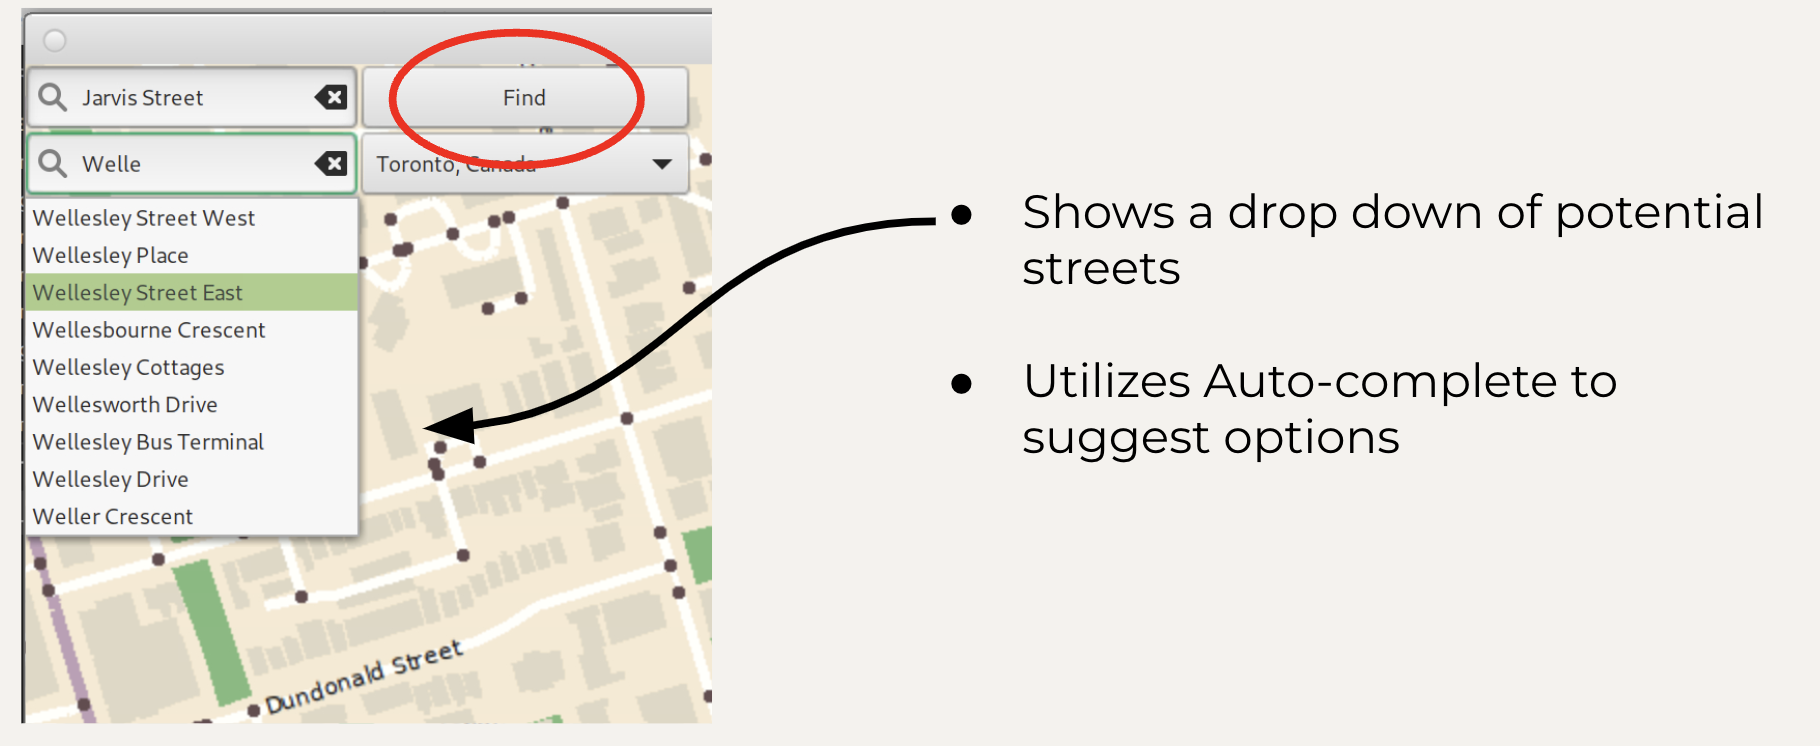 Jarvis Street
Find
Welle
Toronto, Canada
Wellesley Street West
Wellesley Place
Wellesley Street East
Wellesbourne Crescent
Wellesley Cottages
Wellesworth Drive
Wellesley Bus Terminal
Wellesley Drive
Weller Crescent
Dundonald Street
● Shows a drop down of potential
streets
● Utilizes Auto-complete to
suggest options